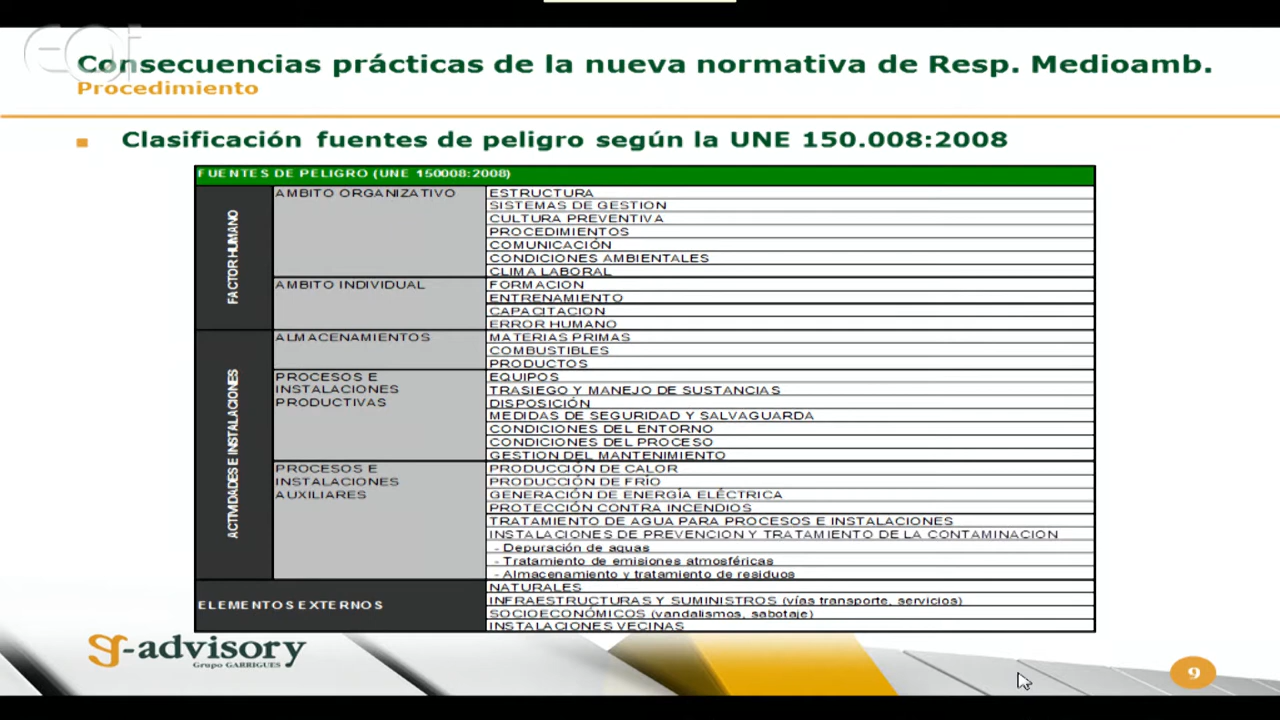 eoi
Consecuencias prácticas de la nueva normativa de Resp. Medioamb.
Procedimiento
Clasificación fuentes de peligro según la UNE 150.008:2008
FUENTES DE PELIGRO (UNE 150008:2008)
FACTOR HUMANO
AMBITO ORGANIZATIVO
ESTRUCTURA
SISTEMAS DE GESTION
CULTURA PREVENTIVA
PROCEDIMIENTOS
COMUNICACIÓN
CONDICIONES AMBIENTALES
CLIMA LABORAL
AMBITO INDIVIDUAL
FORMACION
ENTRENAMIENTO
CAPACITACION
ERROR HUMANO
ACTIVIDADES E INSTALACIONES
ALMACENAMIENTOS
MATERIAS PRIMAS
COMBUSTIBLES
PRODUCTOS
PROCESOS E
INSTALACIONES
PRODUCTIVAS
EQUIPOS
TRASIEGO Y MANEJO DE SUSTANCIAS
DISPOSICIÓN
MEDIDAS DE SEGURIDAD Y SALVAGUARDA
CONDICIONES DEL ENTORNO
CONDICIONES DEL PROCESO
GESTION DEL MANTENIMIENTO
PROCESOS E
INSTALACIONES
AUXILIARES
PRODUCCIÓN DE CALOR
PRODUCCIÓN DE FRÍO
GENERACIÓN DE ENERGÍA ELÉCTRICA
PROTECCIÓN CONTRA INCENDIOS
TRATAMIENTO DE AGUA PARA PROCESOS E INSTALACIONES
INSTALACIONES DE PREVENCION Y TRATAMIENTO DE LA CONTAMINACION
- Depuración de aguas
- Tratamiento de emisiones atmosféricas
- Almacenamiento y tratamiento de residuos
ELEMENTOS EXTERNOS
NATURALES
INFRAESTRUCTURAS Y SUMINISTROS (vías transporte, servicios)
SOCIOECONÓMICOS (vandalismos, sabotaje)
INSTALACIONES VECINAS
g-advisory
Grupo GARRIGUES
9